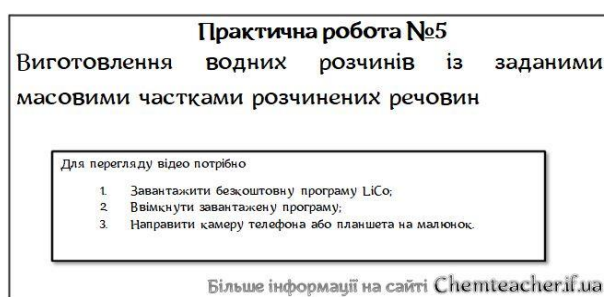 Практична робота №5
Виготовлення водних розчинів із заданими
масовими частками розчинених речовин
Для перегляду відео потрібно
1. Завантажити безкоштовну програму LiCo;
2. Ввімкнути завантажену програму;
3. Направити камеру телефона або планшета на малюнок.
Більше інформації на сайті Chemteacher.if.ua